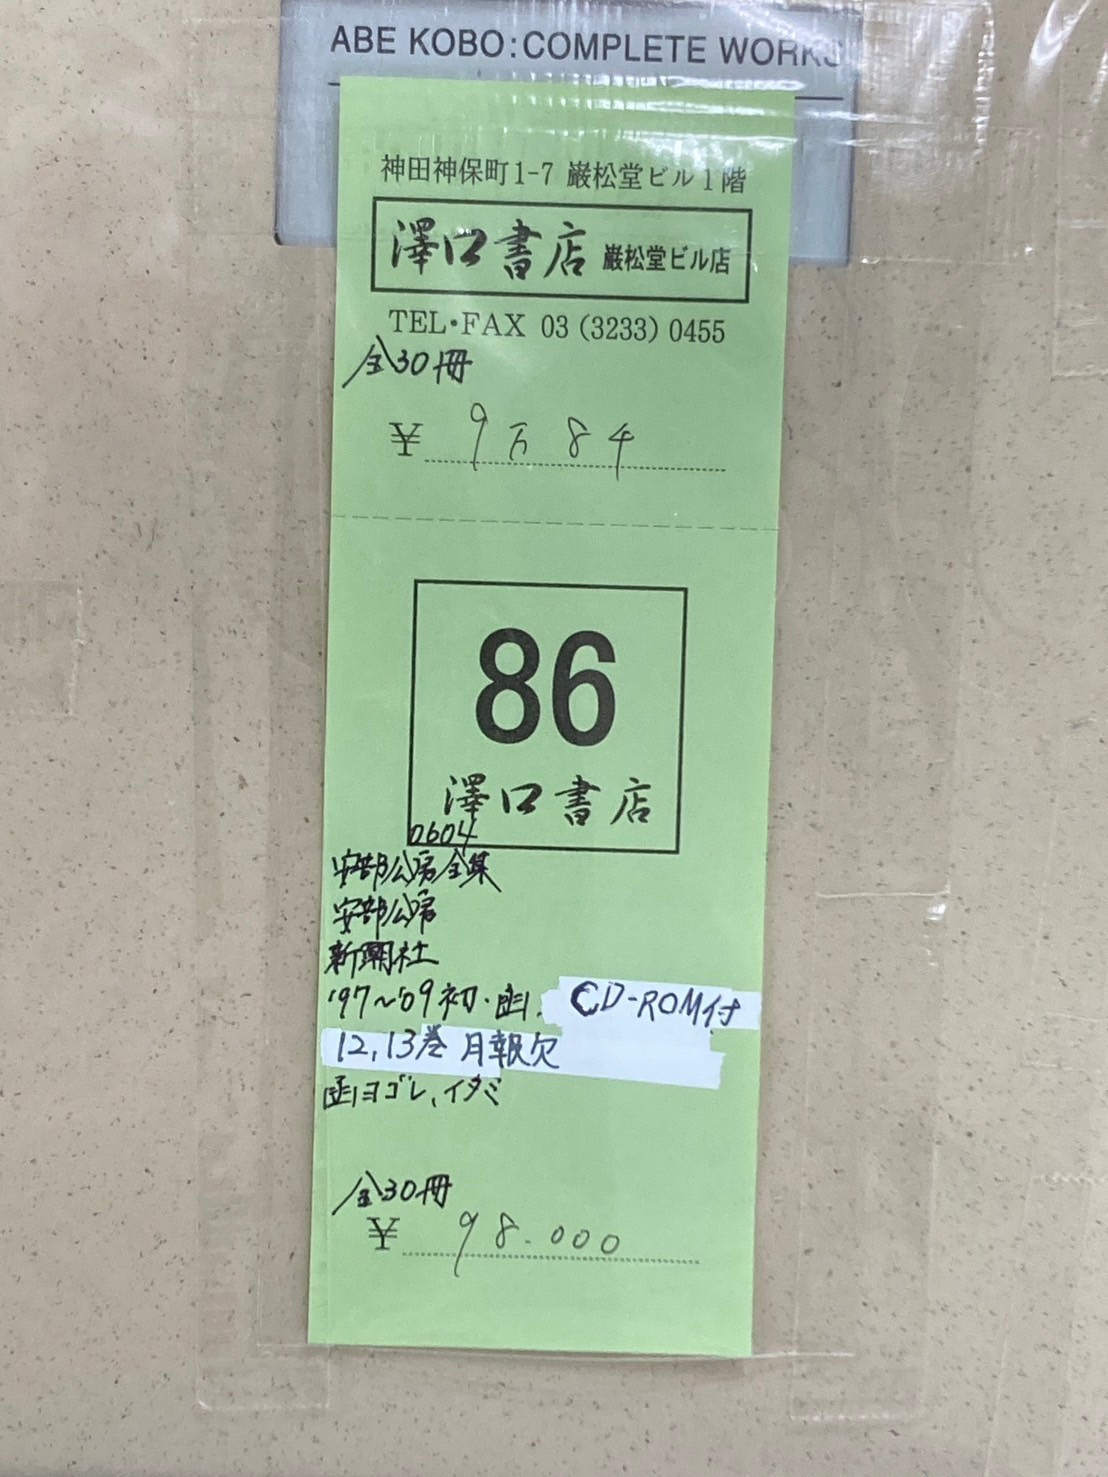 ABE KOBO:COMPLETE WORKS
神田神保町1-7 巌松堂ビル1階
澤口書店 巌松堂ビル店
TEL・FAX 03 (3233) 0455
全30冊
¥ 9万8千
86
澤口書店
0604
安部公房全集
安部公房
新潮社
'97~'09初・函、CD-ROM付
12,13巻 月報欠
函ヨゴレ、イタミ
全30冊
¥ 98.000